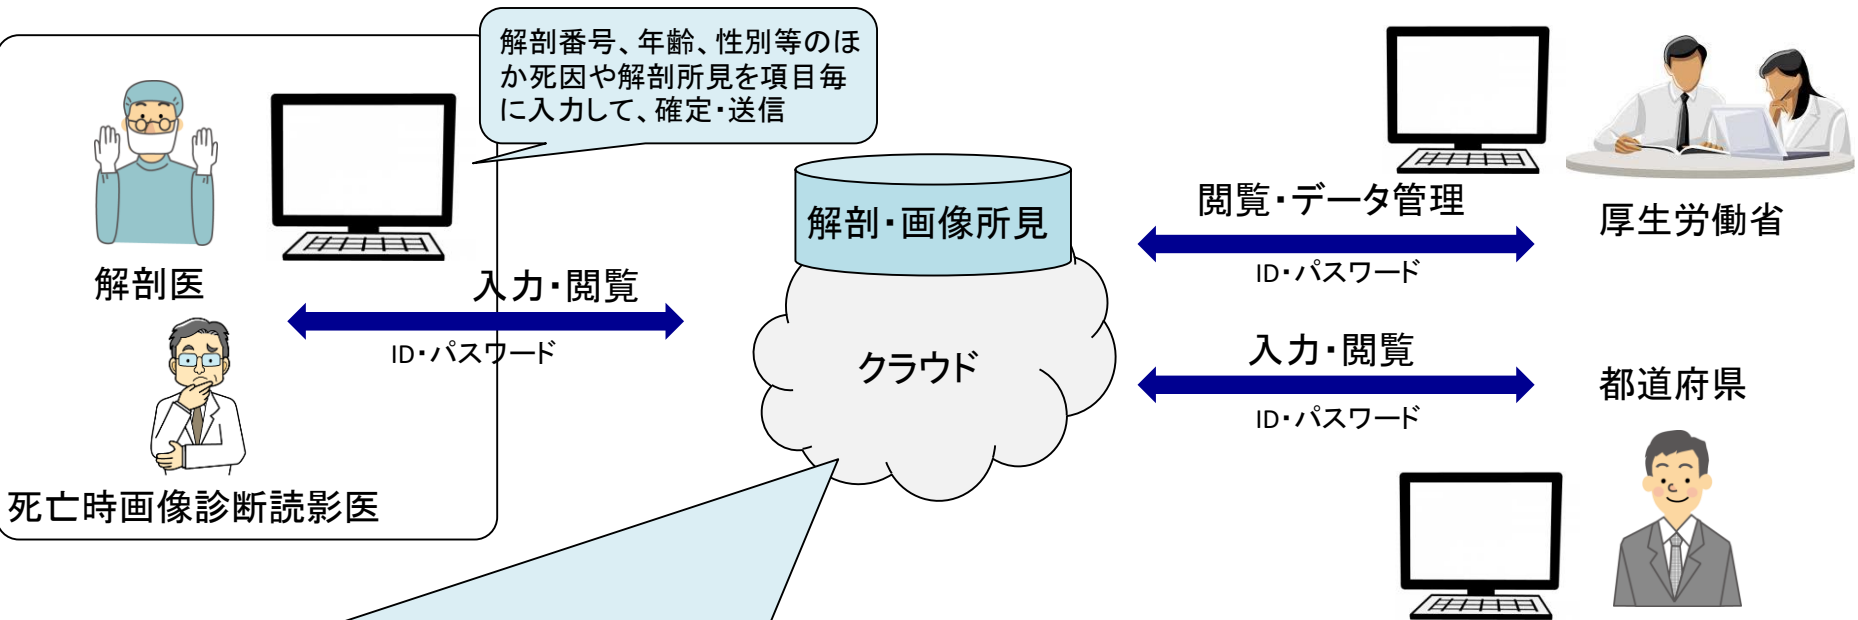 解剖番号、年齢、性別等のほ
か死因や解剖所見を項目毎
に入力して、確定・送信
解剖医
死亡時画像診断読影医
入力・閲覧
ID・パスワード
解剖・画像所見
クラウド
閲覧・データ管理
ID・パスワード
厚生労働省
入力・閲覧
ID・パスワード
都道府県